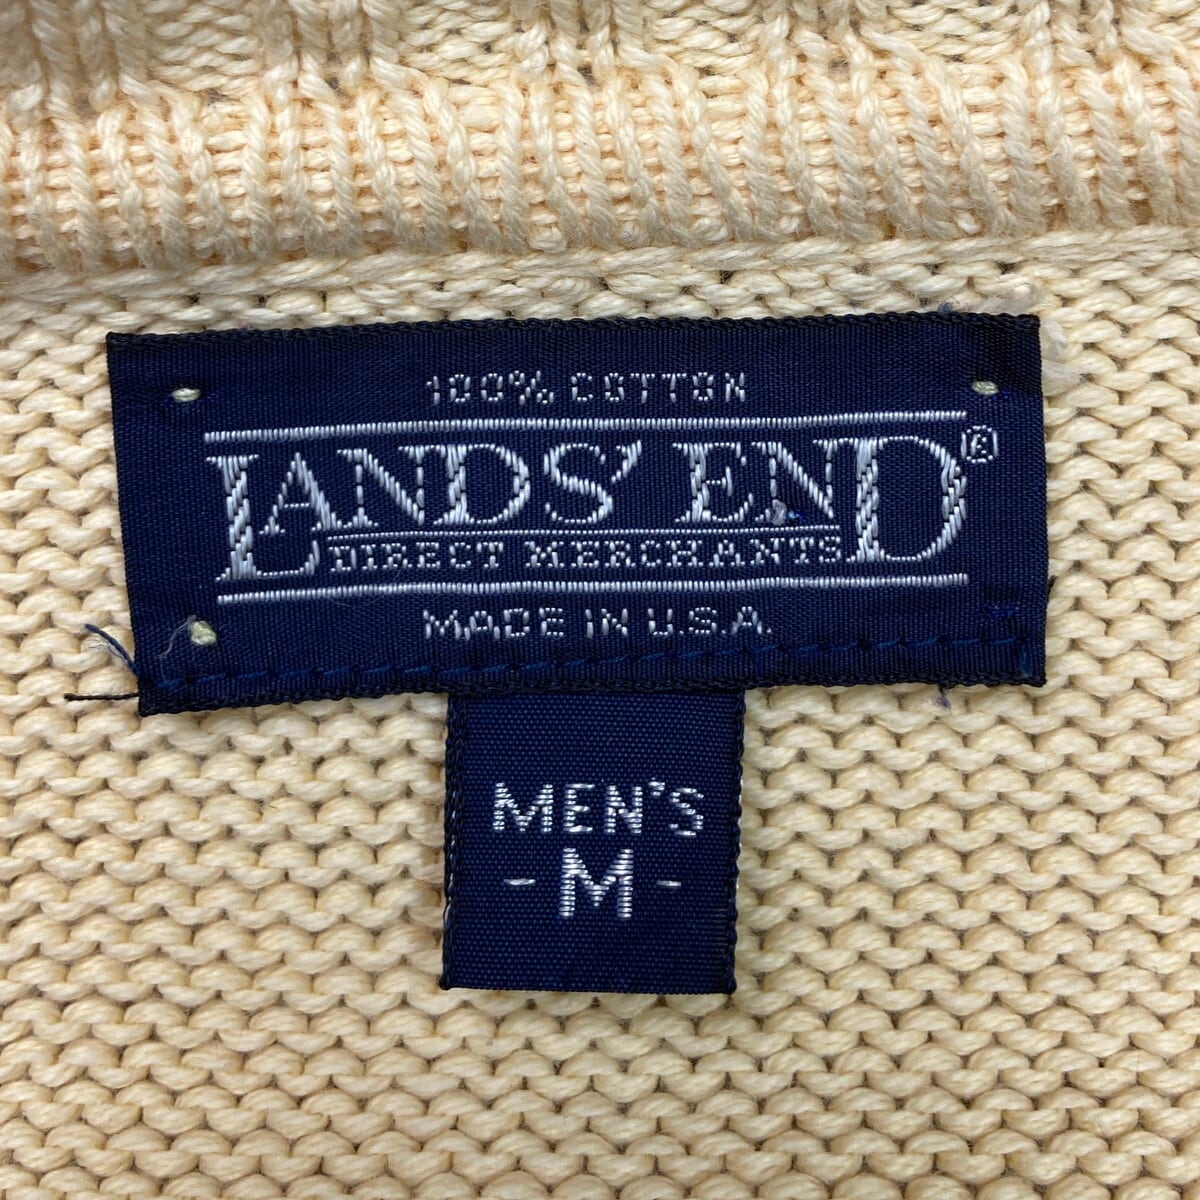 100% COTTON
LANDS' END®
DIRECT MERCHANTS
MADE IN U.S.A.
MEN'S
- M -